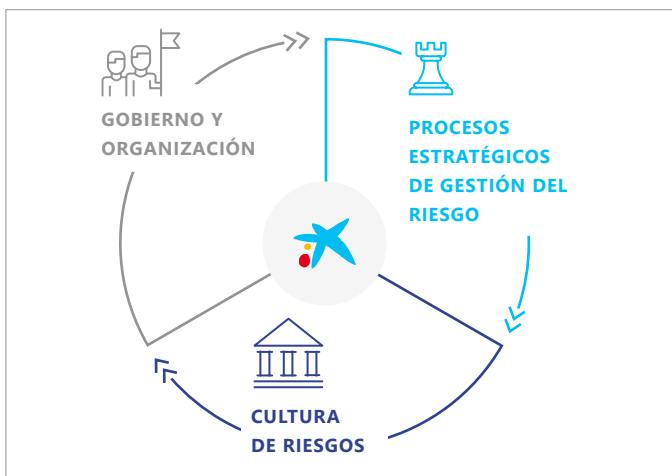 GOBIERNO Y
ORGANIZACIÓN
PROCESOS
ESTRATÉGICOS
DE GESTIÓN DEL
RIESGO
CULTURA
DE RIESGOS